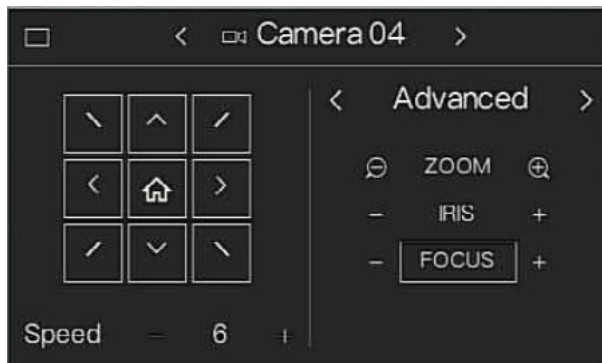 Camera 04
Advanced
ZOOM
- IRIS +
- FOCUS +
Speed - 6 +